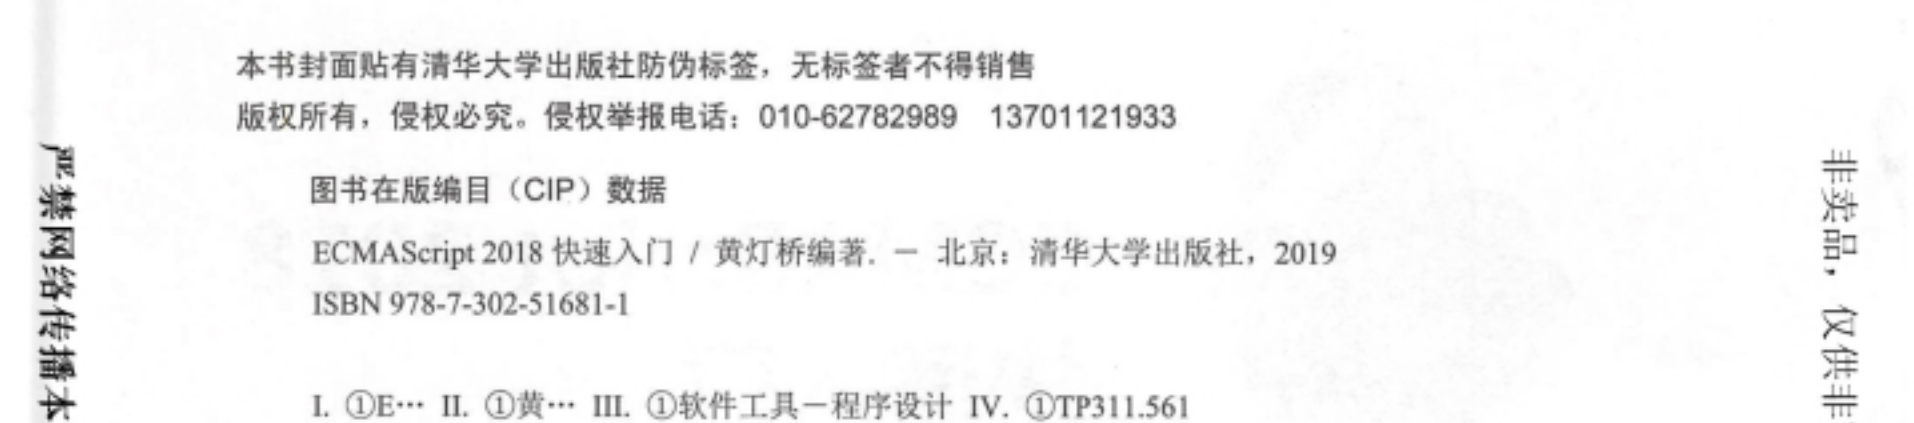 本书封面贴有清华大学出版社防伪标签，无标签者不得销售
版权所有，侵权必究。侵权举报电话：010-62782989 13701121933
图书在版编目（CIP）数据
ECMAScript 2018 快速入门 / 黄灯桥编著. — 北京：清华大学出版社，2019
ISBN 978-7-302-51681-1
I. ①E… II. ①黄… III. ①软件工具－程序设计 IV. ①TP311.561
严禁网络传播本
非卖品，仅供非